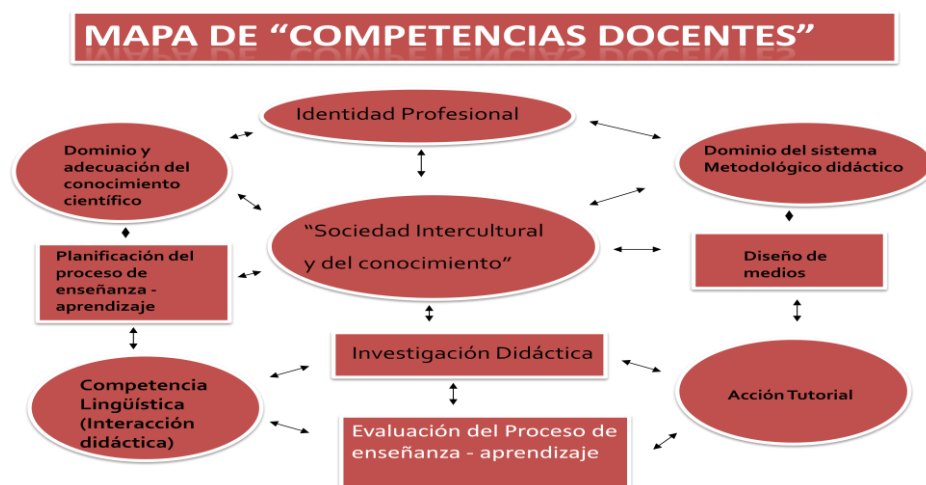 MAPA DE “COMPETENCIAS DOCENTES”
Identidad Profesional
Dominio y
adecuación del
conocimiento
científico
Dominio del sistema
Metodológico didáctico
“Sociedad Intercultural
y del conocimiento”
Planificación del
proceso de
enseñanza -
aprendizaje
Diseño de
medios
Investigación Didáctica
Competencia
Lingüística
(Interacción
didáctica)
Acción Tutorial
Evaluación del Proceso de
enseñanza - aprendizaje